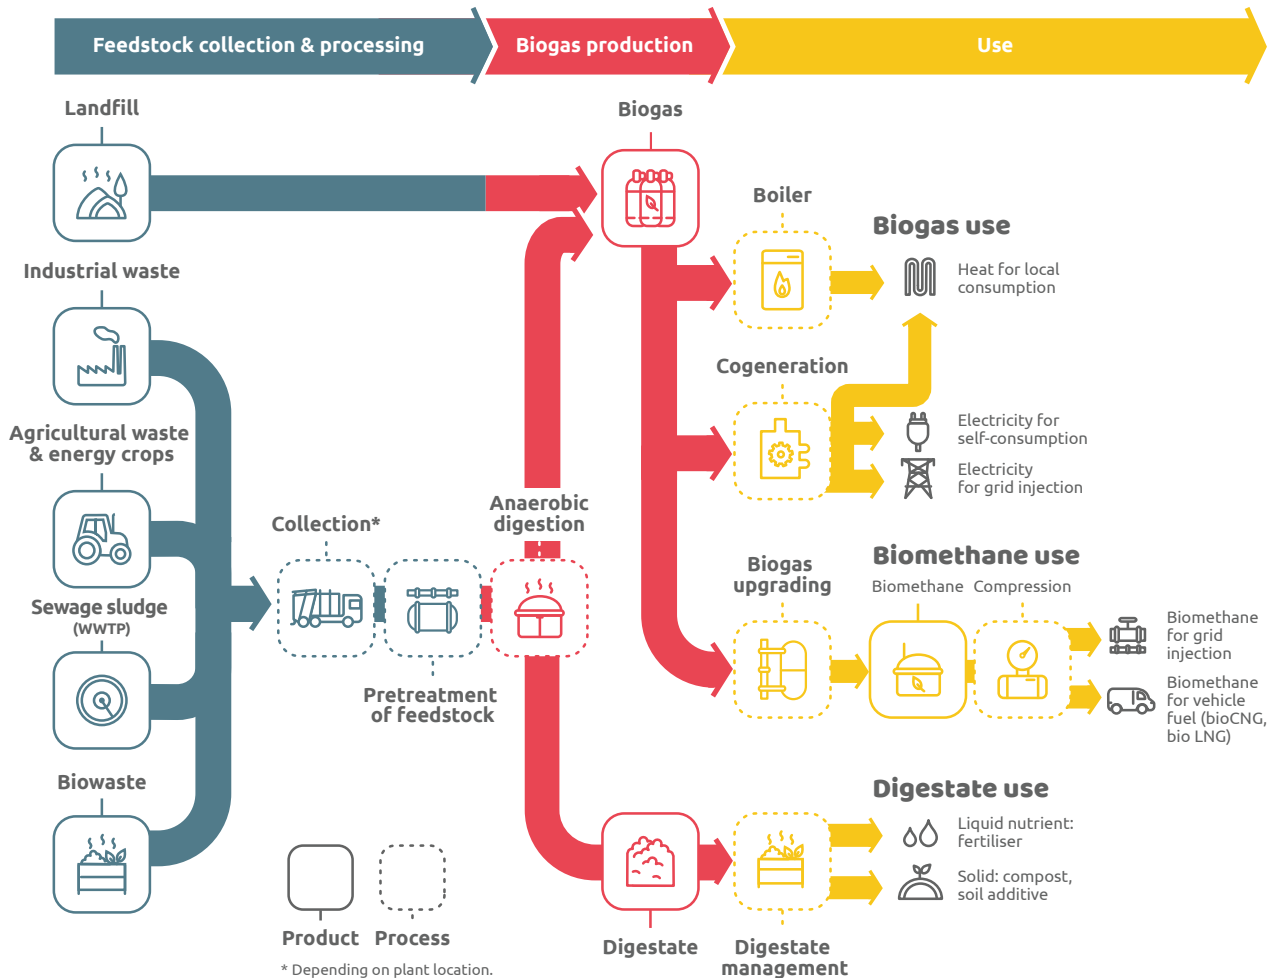 Feedstock collection & processing
Biogas production
Use
Landfill
Biogas
Boiler
Biogas use
Heat for local
consumption
Industrial waste
Cogeneration
Electricity for
self-consumption
Electricity
for grid injection
Agricultural waste
& energy crops
Collection*
Anaerobic
digestion
Biogas
upgrading
Biomethane use
Biomethane
Compression
Biomethane
for grid
injection
Biomethane
for vehicle
fuel (bioCNG,
bio LNG)
Sewage sludge
(WWTP)
Pretreatment
of feedstock
Biowaste
Digestate use
Liquid nutrient:
fertiliser
Solid: compost,
soil additive
Product
Process
Digestate
Digestate
management
* Depending on plant location.